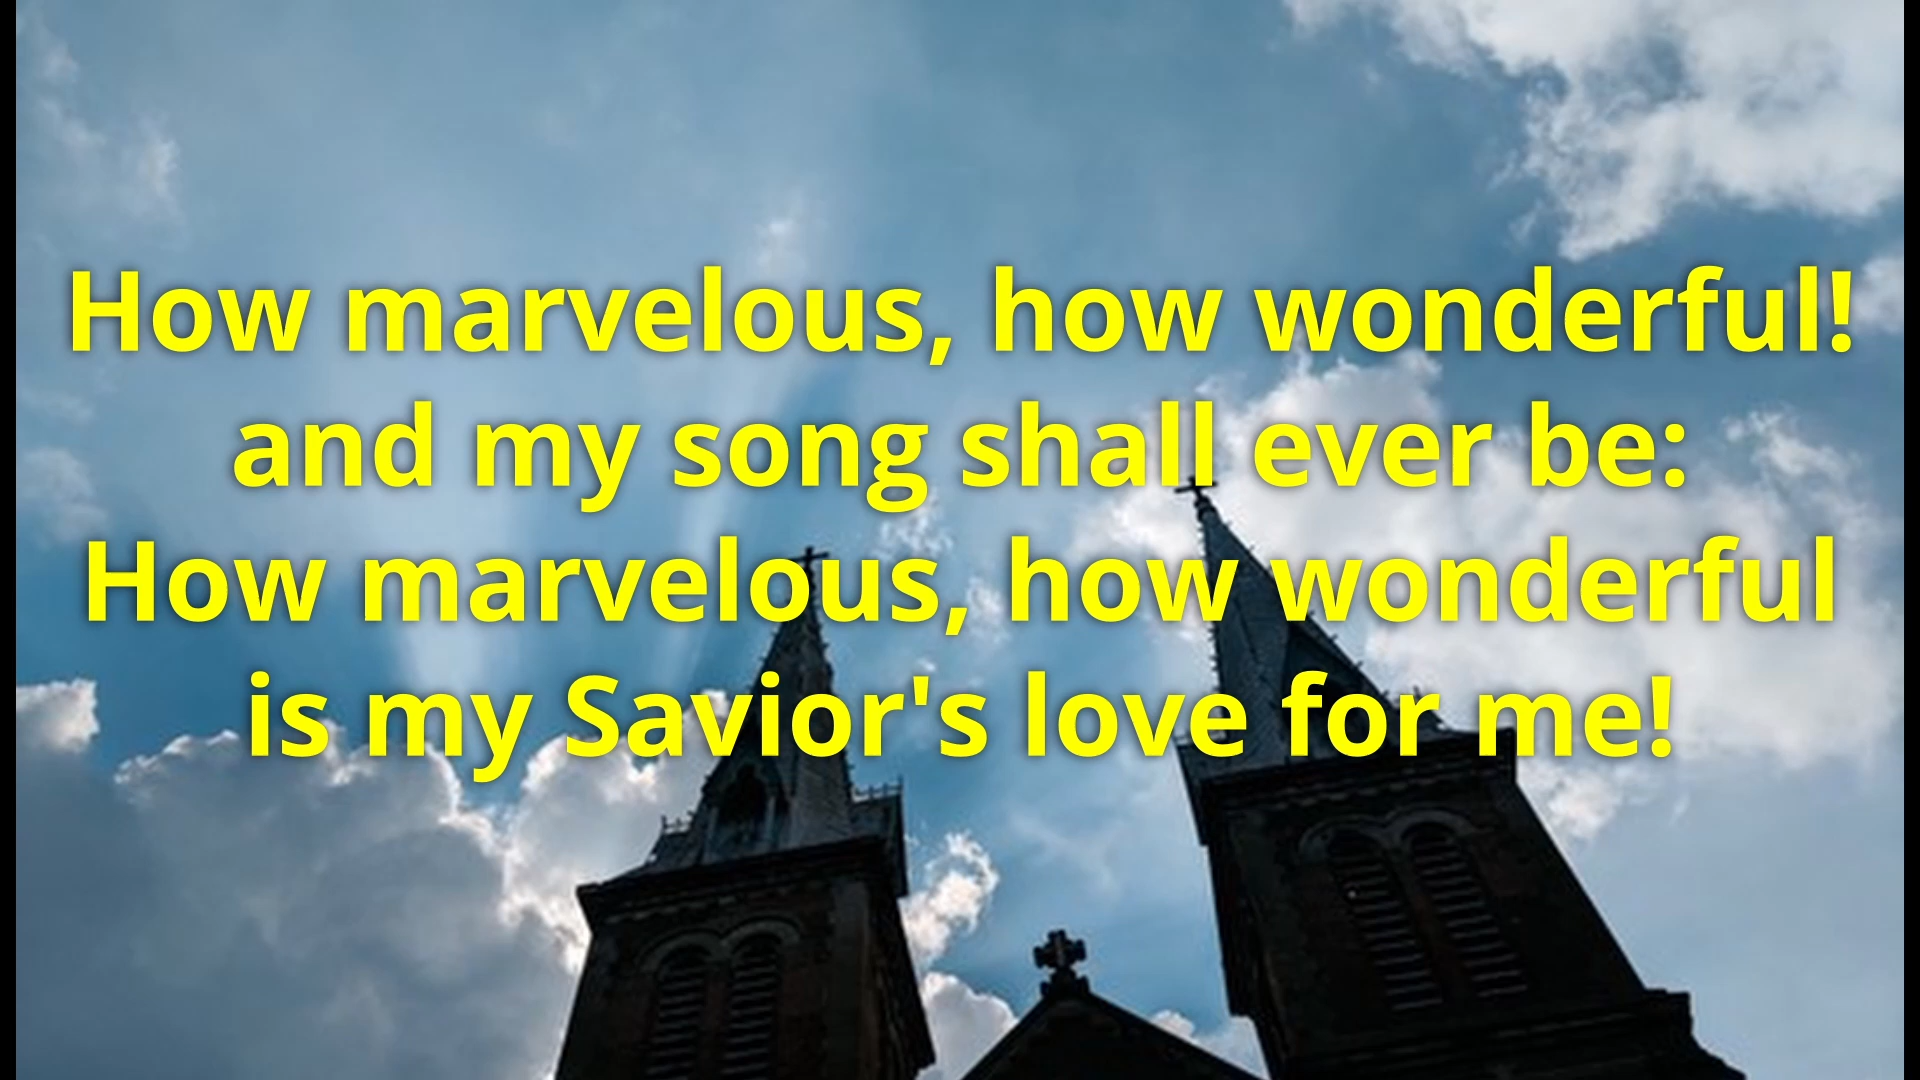 How marvelous, how wonderful!
and my song shall ever be:
How marvelous, how wonderful
is my Savior's love for me!